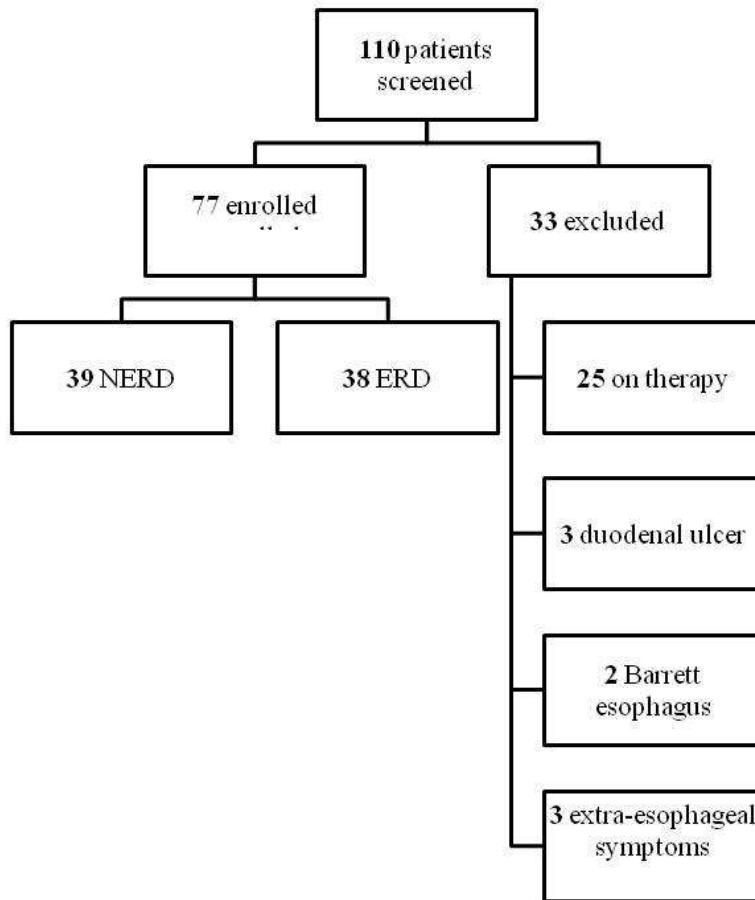 110 patients
screened
77 enrolled
33 excluded
39 NERD
38 ERD
25 on therapy
3 duodenal ulcer
2 Barrett
esophagus
3 extra-esophageal
symptoms